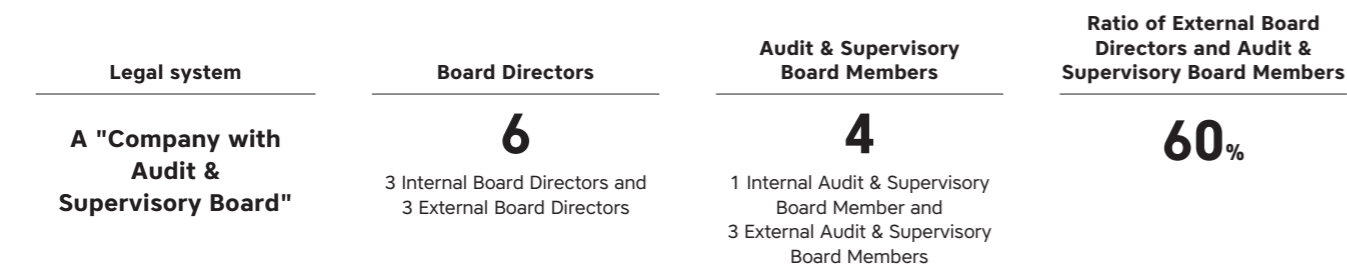 Legal system
A "Company with
Audit &
Supervisory Board"
Board Directors
6
3 Internal Board Directors and
3 External Board Directors
Audit & Supervisory
Board Members
4
1 Internal Audit & Supervisory
Board Member and
3 External Audit & Supervisory
Board Members
Ratio of External Board
Directors and Audit &
Supervisory Board Members
60%